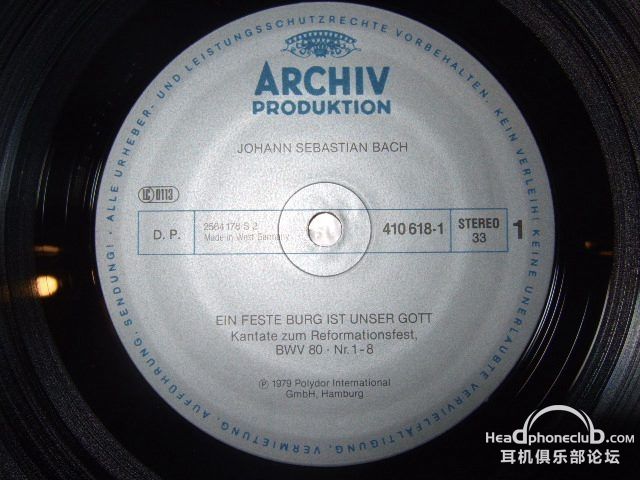 ALLE URHEBER- UND LEISTUNGSSCHUTZRECHTE VORBEHALTEN. KEIN VERLEIH! KEINE UNERLAUBTE VERVIELFÄLTIGUNG, VERMIETUNG, AUFFÜHRUNG, SENDUNG!
ARCHIV
PRODUKTION
JOHANN SEBASTIAN BACH
LC 0113
D. P.
2564 178 S 2
Made in West Germany
410 618-1
STEREO
33
1
EIN FESTE BURG IST UNSER GOTT
Kantate zum Reformationsfest,
BWV 80 · Nr. 1-8
Ⓟ 1979 Polydor International
GmbH, Hamburg
Headphoneclub.com
耳机俱乐部论坛